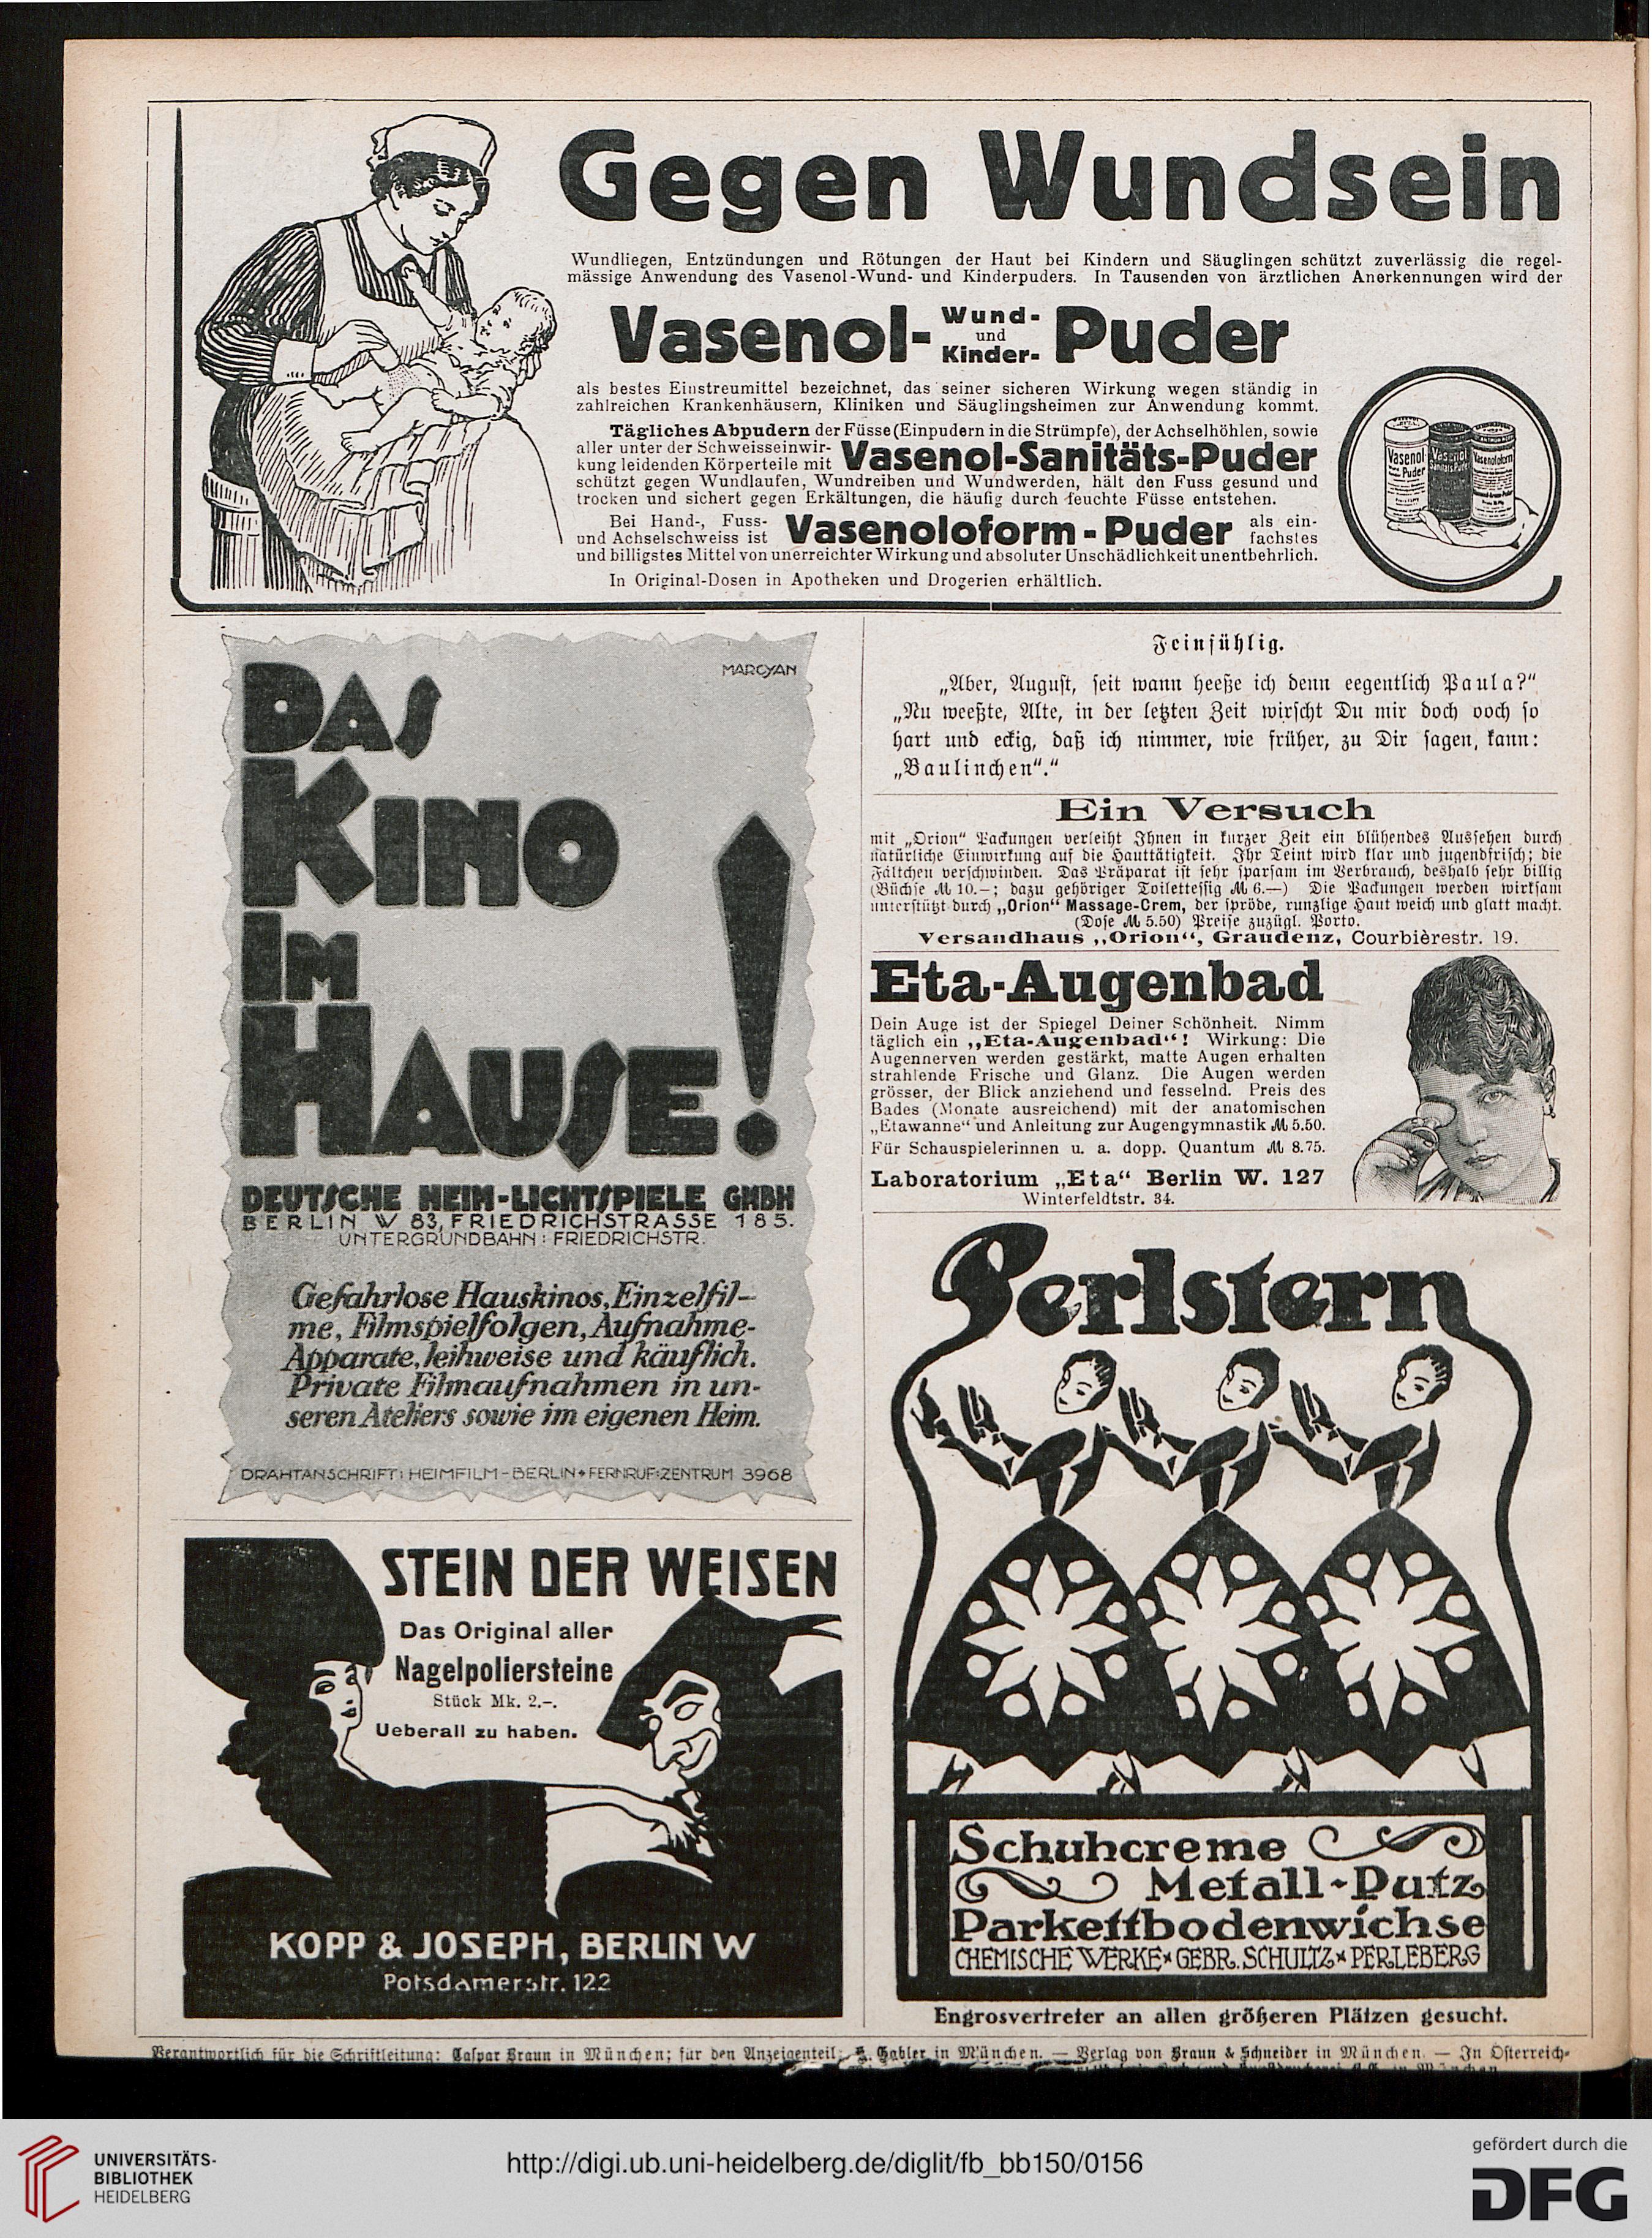 Gegen Wundsein
Wundliegen, Entzündungen und Rötungen der Haut bei Kindern und Säuglingen schützt zuverlässig die regel-
mässige Anwendung des Vasenol-Wund- und Kinderpuders. In Tausenden von ärztlichen Anerkennungen wird der
Vasenol- Wund- und Kinder- Puder
als bestes Einstreumittel bezeichnet, das seiner sicheren Wirkung wegen ständig in
zahlreichen Krankenhäusern, Kliniken und Säuglingsheimen zur Anwendung kommt.
Tägliches Abpudern der Füsse (Einpudern in die Strümpfe), der Achselhöhlen, sowie
aller unter der Schweisseinwir-
kung leidenden Körperteile mit Vasenol-Sanitäts-Puder
schützt gegen Wundlaufen, Wundreiben und Wundwerden, hält den Fuss gesund und
trocken und sichert gegen Erkältungen, die häufig durch feuchte Füsse entstehen.
Bei Hand-, Fuss-
und Achselschweiss ist Vasenoloform-Puder als ein-
fachstes
und billigstes Mittel von unerreichter Wirkung und absoluter Unschädlichkeit unentbehrlich.
In Original-Dosen in Apotheken und Drogerien erhältlich.
Vasenol
Puder
Vasenol
Sanitäts Puder
Vasenoloform
DAS
KINO
IM
HAUSE!
MARCYAN
DEUTSCHE HEIM-LICHTSPIELE GMBH
BERLIN W 83, FRIEDRICHSTRASSE 185.
UNTERGRUNDBAHN: FRIEDRICHSTR.
Gefahrlose Hauskinos, Einzelfil-
me, Filmspielfolgen, Aufnahme-
Apparate, leihweise und käuflich.
Private Filmaufnahmen in un-
seren Ateliers sowie im eigenen Heim.
DRAHTANSCHRIFT: HEIMFILM-BERLIN + FERNRUF: ZENTRUM 3968
STEIN DER WEISEN
Das Original aller
Nagelpoliersteine
Stück Mk. 2.–.
Ueberall zu haben.
KOPP & JOSEPH, BERLIN W
Potsdamerstr. 122
Feinfühlig.
„Aber, August, seit wann heeße ich denn eegentlich Paula?"
„Nu weeßte, Alte, in der letzten Zeit wirscht Du mir doch ooch so
hart und eckig, daß ich nimmer, wie früher, zu Dir sagen kann:
„Baulinchen"."
Ein Versuch
mit „Orion" Packungen verleiht Ihnen in kurzer Zeit ein blühendes Aussehen durch
natürliche Einwirkung auf die Hauttätigkeit. Ihr Teint wird klar und jugendfrisch; die
Fältchen verschwinden. Das Präparat ist sehr sparsam im Verbrauch, deshalb sehr billig
(Büchse ℳ 10.–; dazu gehöriger Toilettessig ℳ 6.—) Die Packungen werden wirksam
unterstützt durch „Orion" Massage-Crem, der spröde, runzlige Haut weich und glatt macht.
(Dose ℳ 5.50) Preise zuzügl. Porto.
Versandhaus „Orion", Graudenz, Courbièrestr. 19.
Eta-Augenbad
Dein Auge ist der Spiegel Deiner Schönheit. Nimm
täglich ein „Eta-Augenbad"! Wirkung: Die
Augennerven werden gestärkt, matte Augen erhalten
strahlende Frische und Glanz. Die Augen werden
grösser, der Blick anziehend und fesselnd. Preis des
Bades (Monate ausreichend) mit der anatomischen
„Etawanne" und Anleitung zur Augengymnastik ℳ 5.50.
Für Schauspielerinnen u. a. dopp. Quantum ℳ 8.75.
Laboratorium „Eta" Berlin W. 127
Winterfeldtstr. 34.
Perlstern
Schuhcreme
Metall-Putz
Parkettbodenwichse
CHEMISCHE WERKE * GEBR. SCHULTZ * PERLEBERG
Engrosvertreter an allen größeren Plätzen gesucht.
Verantwortlich für die Schriftleitung: Caspar Braun in München; für den Anzeigenteil: G. Gabler in München. — Verlag von Braun & Schneider in München. — In Österreich-
UNIVERSITÄTS-
BIBLIOTHEK
HEIDELBERG
http://digi.ub.uni-heidelberg.de/diglit/fb_bb150/0156
gefördert durch die
DFG